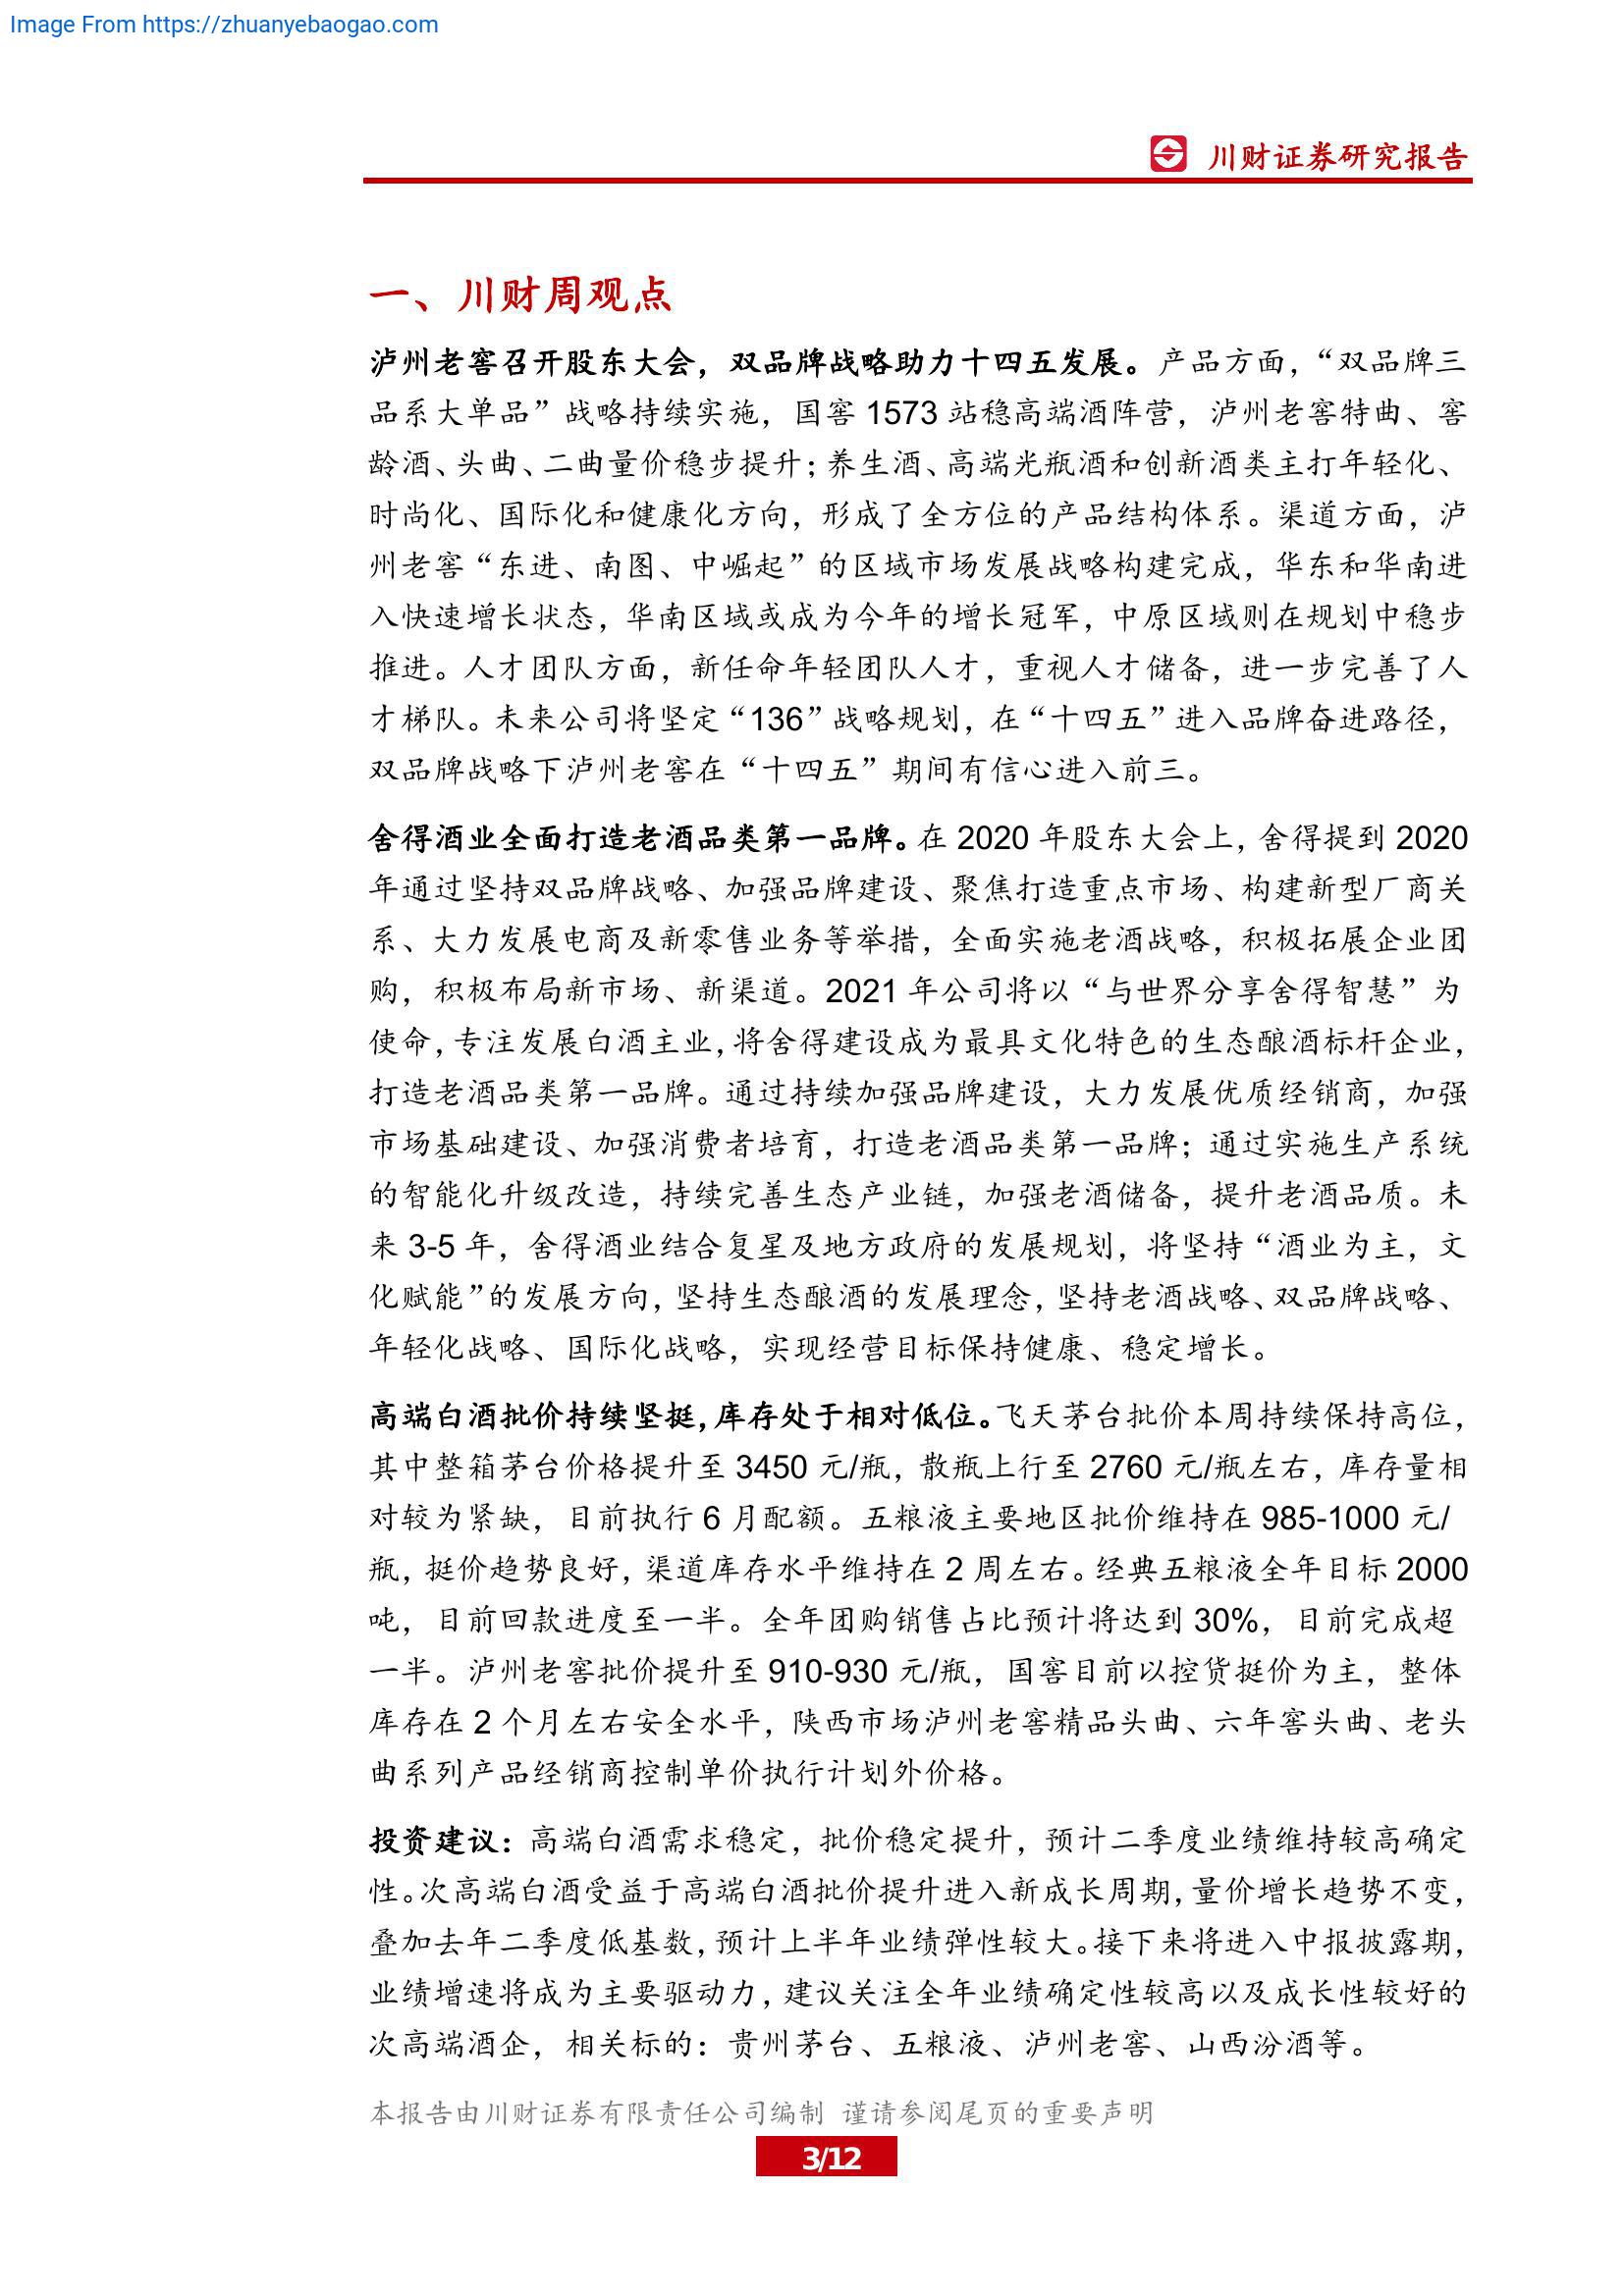 Image From https://zhuanyebaogao.com
川财证券研究报告
一、川财周观点
泸州老窖召开股东大会，双品牌战略助力十四五发展。产品方面，“双品牌三
品系大单品”战略持续实施，国窖 1573 站稳高端酒阵营，泸州老窖特曲、窖
龄酒、头曲、二曲量价稳步提升；养生酒、高端光瓶酒和创新酒类主打年轻化、
时尚化、国际化和健康化方向，形成了全方位的产品结构体系。渠道方面，泸
州老窖“东进、南图、中崛起”的区域市场发展战略构建完成，华东和华南进
入快速增长状态，华南区域或成为今年的增长冠军，中原区域则在规划中稳步
推进。人才团队方面，新任命年轻团队人才，重视人才储备，进一步完善了人
才梯队。未来公司将坚定“136”战略规划，在“十四五”进入品牌奋进路径，
双品牌战略下泸州老窖在“十四五”期间有信心进入前三。
舍得酒业全面打造老酒品类第一品牌。在 2020 年股东大会上，舍得提到 2020
年通过坚持双品牌战略、加强品牌建设、聚焦打造重点市场、构建新型厂商关
系、大力发展电商及新零售业务等举措，全面实施老酒战略，积极拓展企业团
购，积极布局新市场、新渠道。2021 年公司将以“与世界分享舍得智慧”为
使命，专注发展白酒主业，将舍得建设成为最具文化特色的生态酿酒标杆企业，
打造老酒品类第一品牌。通过持续加强品牌建设，大力发展优质经销商，加强
市场基础建设、加强消费者培育，打造老酒品类第一品牌；通过实施生产系统
的智能化升级改造，持续完善生态产业链，加强老酒储备，提升老酒品质。未
来 3-5 年，舍得酒业结合复星及地方政府的发展规划，将坚持“酒业为主，文
化赋能”的发展方向，坚持生态酿酒的发展理念，坚持老酒战略、双品牌战略、
年轻化战略、国际化战略，实现经营目标保持健康、稳定增长。
高端白酒批价持续坚挺，库存处于相对低位。飞天茅台批价本周持续保持高位，
其中整箱茅台价格提升至 3450 元/瓶，散瓶上行至 2760 元/瓶左右，库存量相
对较为紧缺，目前执行 6 月配额。五粮液主要地区批价维持在 985-1000 元/
瓶，挺价趋势良好，渠道库存水平维持在 2 周左右。经典五粮液全年目标 2000
吨，目前回款进度至一半。全年团购销售占比预计将达到 30%，目前完成超
一半。泸州老窖批价提升至 910-930 元/瓶，国窖目前以控货挺价为主，整体
库存在 2 个月左右安全水平，陕西市场泸州老窖精品头曲、六年窖头曲、老头
曲系列产品经销商控制单价执行计划外价格。
投资建议：高端白酒需求稳定，批价稳定提升，预计二季度业绩维持较高确定
性。次高端白酒受益于高端白酒批价提升进入新成长周期，量价增长趋势不变，
叠加去年二季度低基数，预计上半年业绩弹性较大。接下来将进入中报披露期，
业绩增速将成为主要驱动力，建议关注全年业绩确定性较高以及成长性较好的
次高端酒企，相关标的：贵州茅台、五粮液、泸州老窖、山西汾酒等。
本报告由川财证券有限责任公司编制 谨请参阅尾页的重要声明
3/12